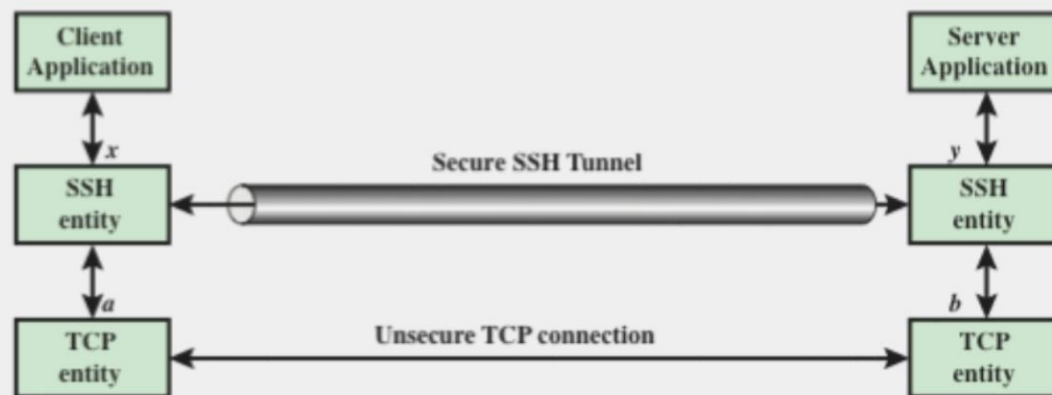 Client
Application
Server
Application
x
y
Secure SSH Tunnel
SSH
entity
SSH
entity
a
b
Unsecure TCP connection
TCP
entity
TCP
entity